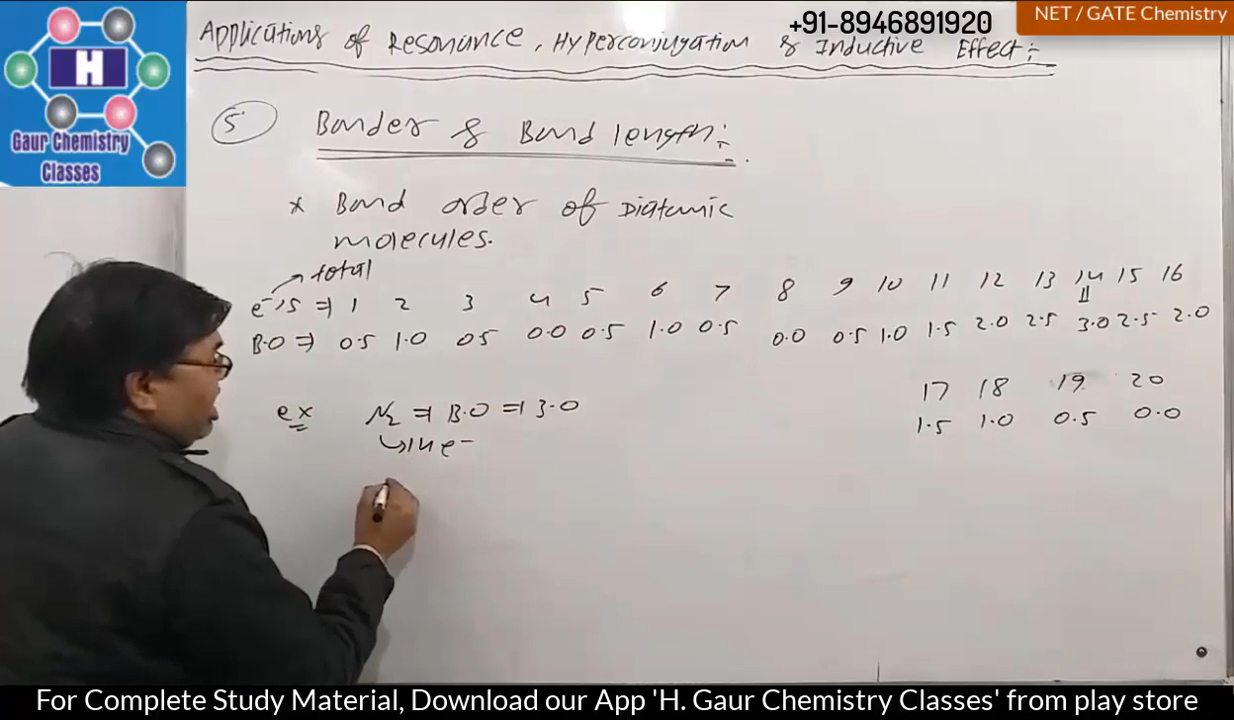 +91-8946891920
NET / GATE Chemistry
H
Gaur Chemistry
Classes
Applications of Resonance, Hyperconjugation & Inductive Effect :-
5 Bonder & Bond length :-
* Bond order of Diatomic
molecules.
total
e⁻'s ⇒ 1 2 3 4 5 6 7 8 9 10 11 12 13 14 15 16
B.O ⇒ 0.5 1.0 0.5 0.0 0.5 1.0 0.5 0.0 0.5 1.0 1.5 2.0 2.5 3.0 2.5 2.0
17 18 19 20
1.5 1.0 0.5 0.0
ex N2 ⇒ B.O ⇒ 3.0
↳ 14 e⁻
For Complete Study Material, Download our App 'H. Gaur Chemistry Classes' from play store